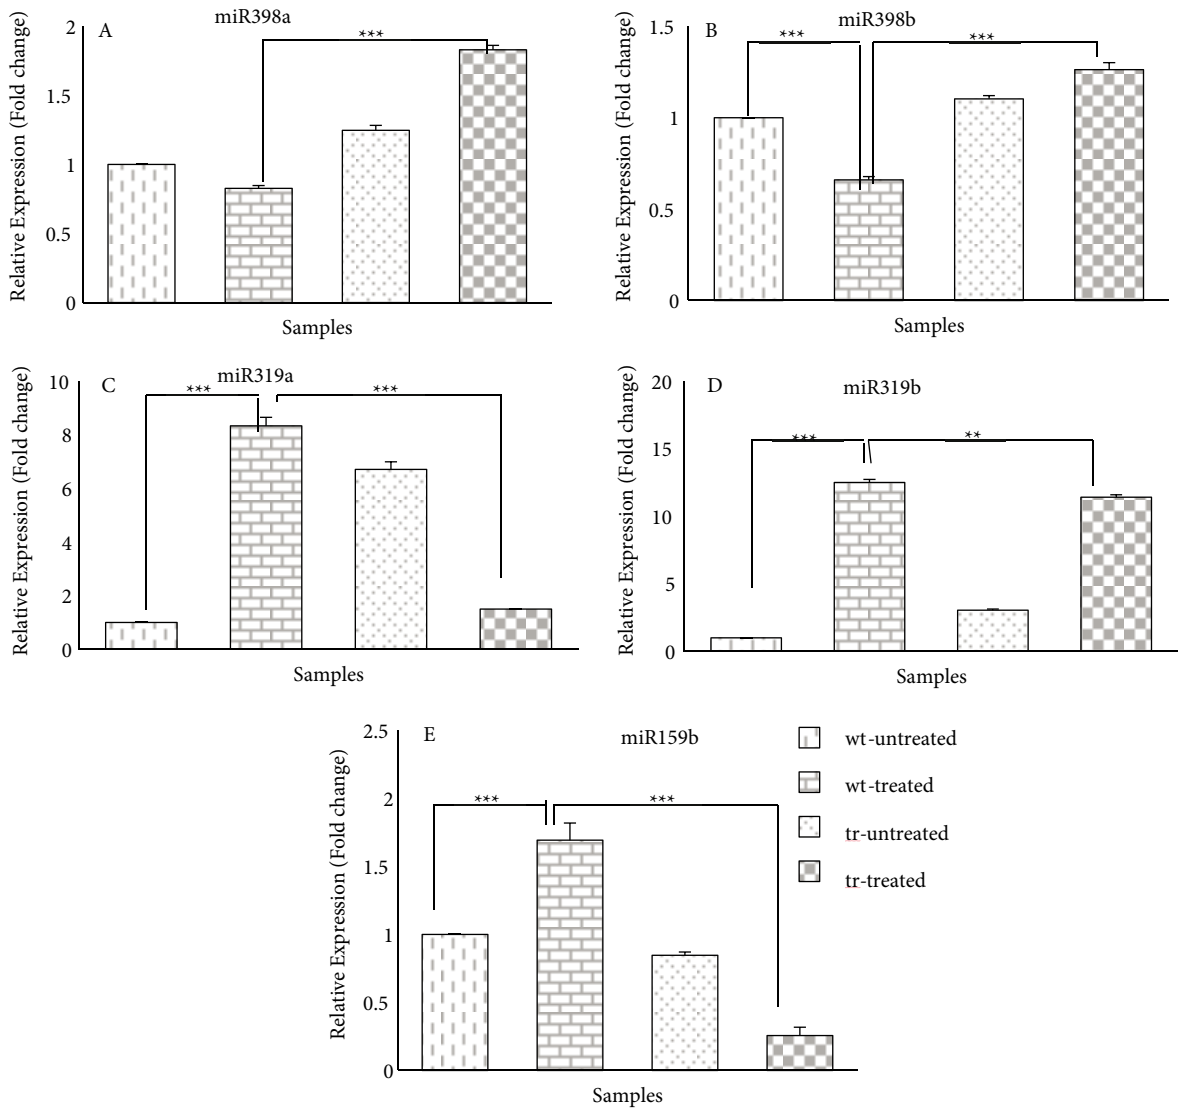 A
miR398a
Relative Expression (Fold change)
2
1.5
1
0.5
0
***
Samples
B
miR398b
Relative Expression (Fold change)
1.5
1
0.5
0
***
***
Samples
C
miR319a
Relative Expression (Fold change)
10
8
6
4
2
0
***
***
Samples
D
miR319b
Relative Expression (Fold change)
20
15
10
5
0
***
**
Samples
E
miR159b
Relative Expression (Fold change)
2.5
2
1.5
1
0.5
0
***
***
Samples
wt-untreated
wt-treated
tr-untreated
tr-treated